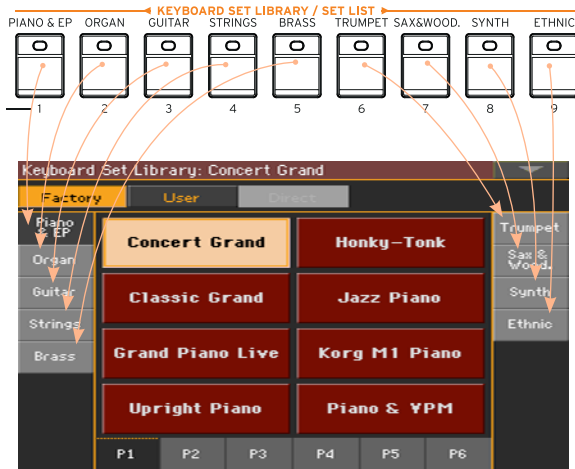 KEYBOARD SET LIBRARY / SET LIST
PIANO & EP ORGAN GUITAR STRINGS BRASS TRUMPET SAX&WOOD. SYNTH ETHNIC
1 2 3 4 5 6 7 8 9
Keyboard Set Library: Concert Grand
Factory User Direct
Piano & EP
Organ
Guitar
Strings
Brass
Concert Grand Honky-Tonk
Classic Grand Jazz Piano
Grand Piano Live Korg M1 Piano
Upright Piano Piano & VPM
Trumpet
Sax & Wood.
Synth
Ethnic
P1 P2 P3 P4 P5 P6